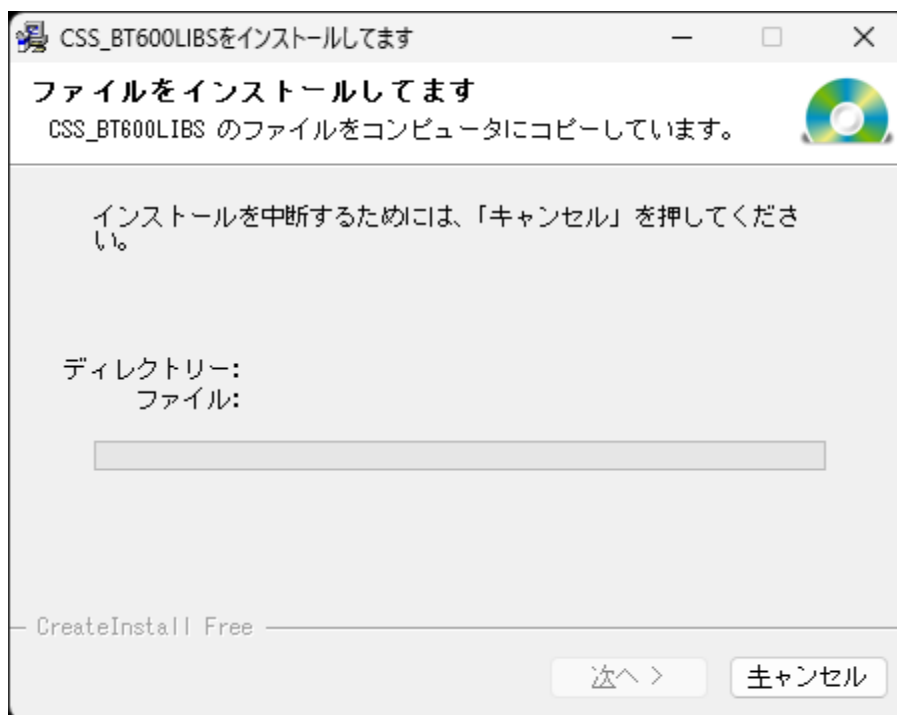 CSS_BT600LIBSをインストールしてます
ファイルをインストールしてます
CSS_BT600LIBS のファイルをコンピュータにコピーしています。
インストールを中断するためには、「キャンセル」を押してくださ
い。
ディレクトリー:
ファイル:
CreateInstall Free
次へ >
キャンセル